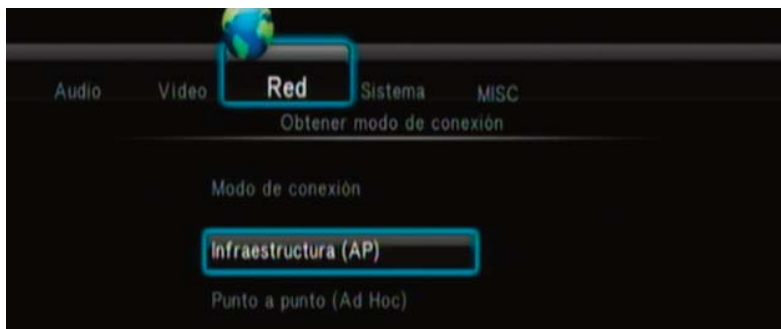 Audio Video Red Sistema MISC
Obtener modo de conexión
Modo de conexión
Infraestructura (AP)
Punto a punto (Ad Hoc)